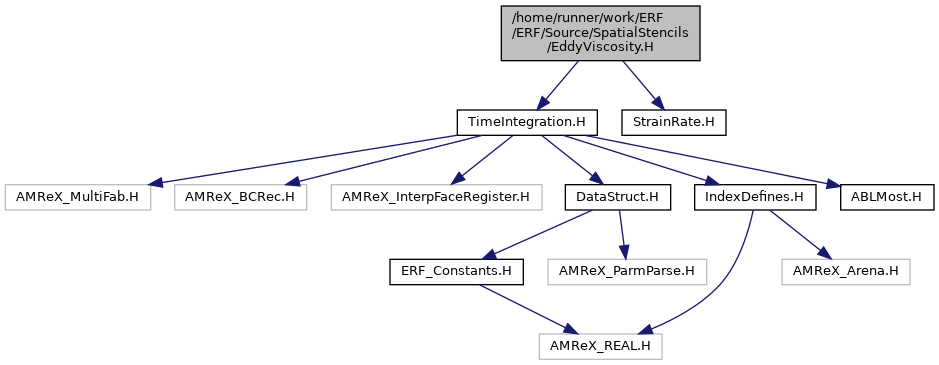 /home/runner/work/ERF
/ERF/Source/SpatialStencils
/EddyViscosity.H
TimeIntegration.H
StrainRate.H
AMReX_MultiFab.H
AMReX_BCRec.H
AMReX_InterpFaceRegister.H
DataStruct.H
IndexDefines.H
ABLMost.H
ERF_Constants.H
AMReX_ParmParse.H
AMReX_Arena.H
AMReX_REAL.H